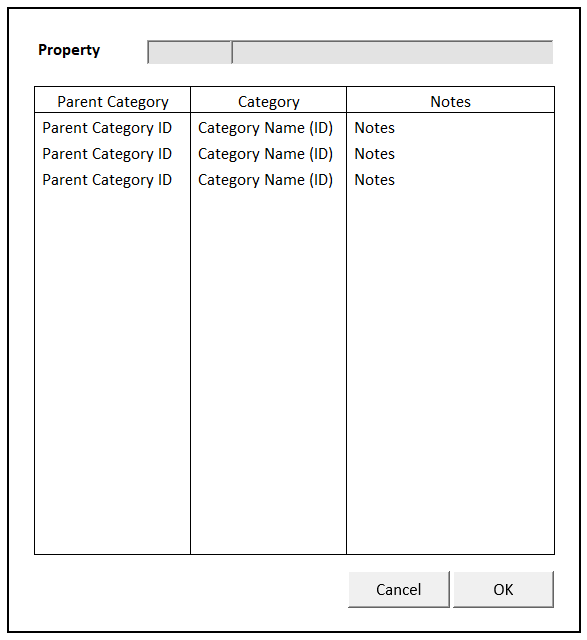 Property
Parent Category Category Notes
Parent Category ID Category Name (ID) Notes
Parent Category ID Category Name (ID) Notes
Parent Category ID Category Name (ID) Notes
Cancel OK